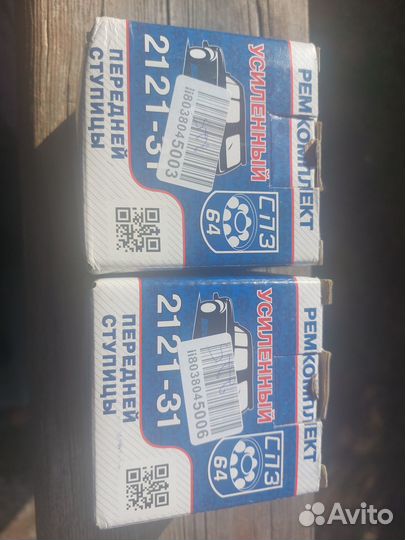 РЕМКОМПЛЕКТ
УСИЛЕННЫЙ
СПЗ
64
2121-31
ПЕРЕДНЕЙ
СТУПИЦЫ
ii8038045003
РЕМКОМПЛЕКТ
УСИЛЕННЫЙ
СПЗ
64
2121-31
ПЕРЕДНЕЙ
СТУПИЦЫ
ii8038045006
Avito